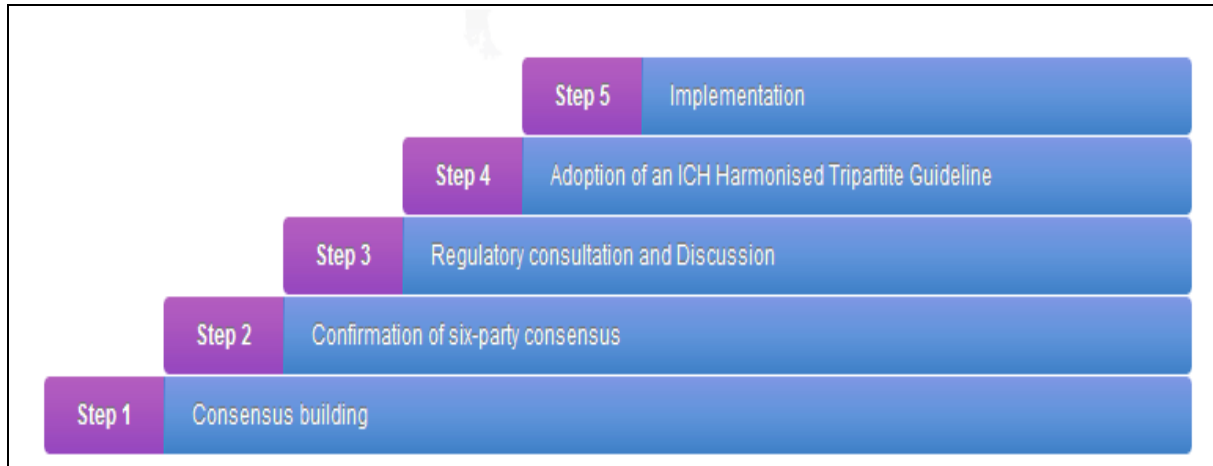 Step 5 Implementation
Step 4 Adoption of an ICH Harmonised Tripartite Guideline
Step 3 Regulatory consultation and Discussion
Step 2 Confirmation of six-party consensus
Step 1 Consensus building